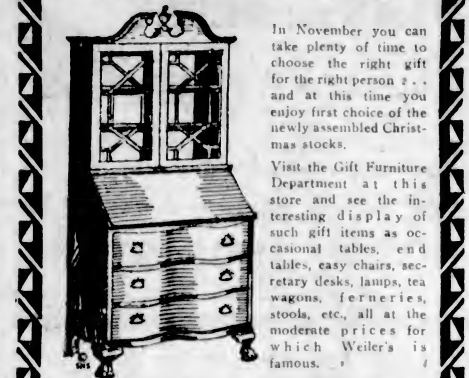 In November you can
take plenty of time to
choose the right gift
for the right person . . .
and at this time you
enjoy first choice of the
newly assembled Christ-
mas stocks.
Visit the Gift Furniture
Department at this
store and see the in-
teresting display of
such gift items as oc-
casional tables, end
tables, easy chairs, sec-
retary desks, lamps, tea
wagons, ferneries,
stools, etc., all at the
moderate prices for
which Weiler's is
famous.
©
SNS